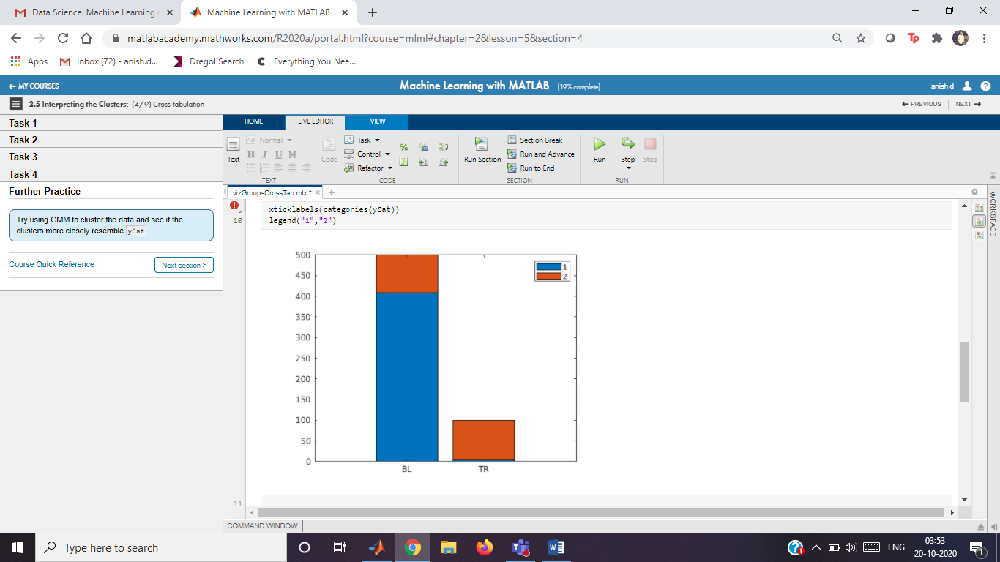 Data Science: Machine Learning
Machine Learning with MATLAB
matlabacademy.mathworks.com/R2020a/portal.html?course=mlml#chapter=2&lesson=5&section=4
Apps
Inbox (72) - anish.d...
Dregol Search
Everything You Nee...
MY COURSES
Machine Learning with MATLAB (19% complete)
anish d
2.5 Interpreting the Clusters: (4/9) Cross-tabulation
PREVIOUS
NEXT
Task 1
Task 2
Task 3
Task 4
Further Practice
Try using GMM to cluster the data and see if the
clusters more closely resemble yCat.
Course Quick Reference
Next section >
HOME
LIVE EDITOR
VIEW
Text
Normal
B I U M
TEXT
Code
Task
Control
Refactor
CODE
Run Section
Section Break
Run and Advance
Run to End
SECTION
Run
Step
Stop
RUN
vizGroupsCrossTab.mlx *
WORKSPACE
xticklabels(categories(yCat))
10
legend("1","2")
500
450
400
350
300
250
200
150
100
50
0
BL
TR
1
2
11
COMMAND WINDOW
Type here to search
ENG
03:53
20-10-2020
1